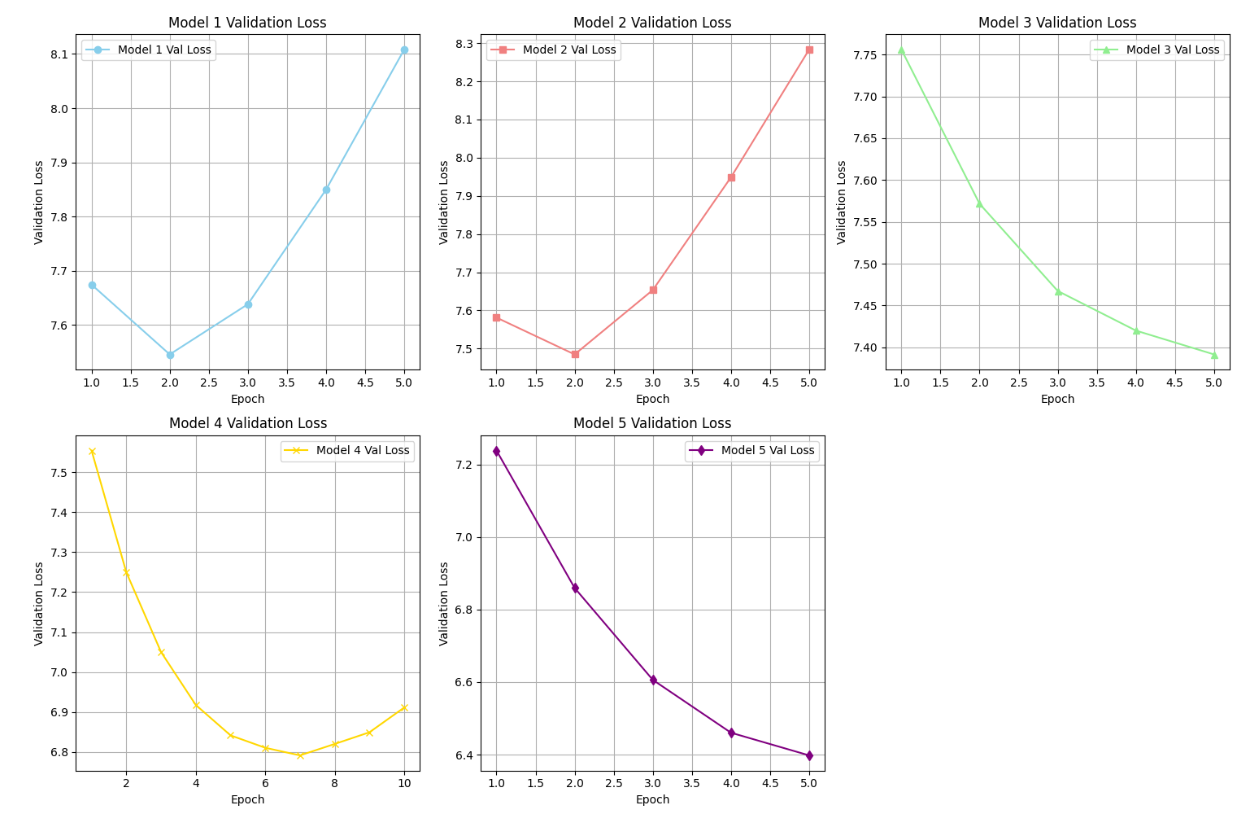 Model 1 Validation Loss
Model 1 Val Loss
Validation Loss
8.1
8.0
7.9
7.8
7.7
7.6
1.0 1.5 2.0 2.5 3.0 3.5 4.0 4.5 5.0
Epoch
Model 2 Validation Loss
Model 2 Val Loss
Validation Loss
8.3
8.2
8.1
8.0
7.9
7.8
7.7
7.6
7.5
1.0 1.5 2.0 2.5 3.0 3.5 4.0 4.5 5.0
Epoch
Model 3 Validation Loss
Model 3 Val Loss
Validation Loss
7.75
7.70
7.65
7.60
7.55
7.50
7.45
7.40
1.0 1.5 2.0 2.5 3.0 3.5 4.0 4.5 5.0
Epoch
Model 4 Validation Loss
Model 4 Val Loss
Validation Loss
7.5
7.4
7.3
7.2
7.1
7.0
6.9
6.8
2 4 6 8 10
Epoch
Model 5 Validation Loss
Model 5 Val Loss
Validation Loss
7.2
7.0
6.8
6.6
6.4
1.0 1.5 2.0 2.5 3.0 3.5 4.0 4.5 5.0
Epoch